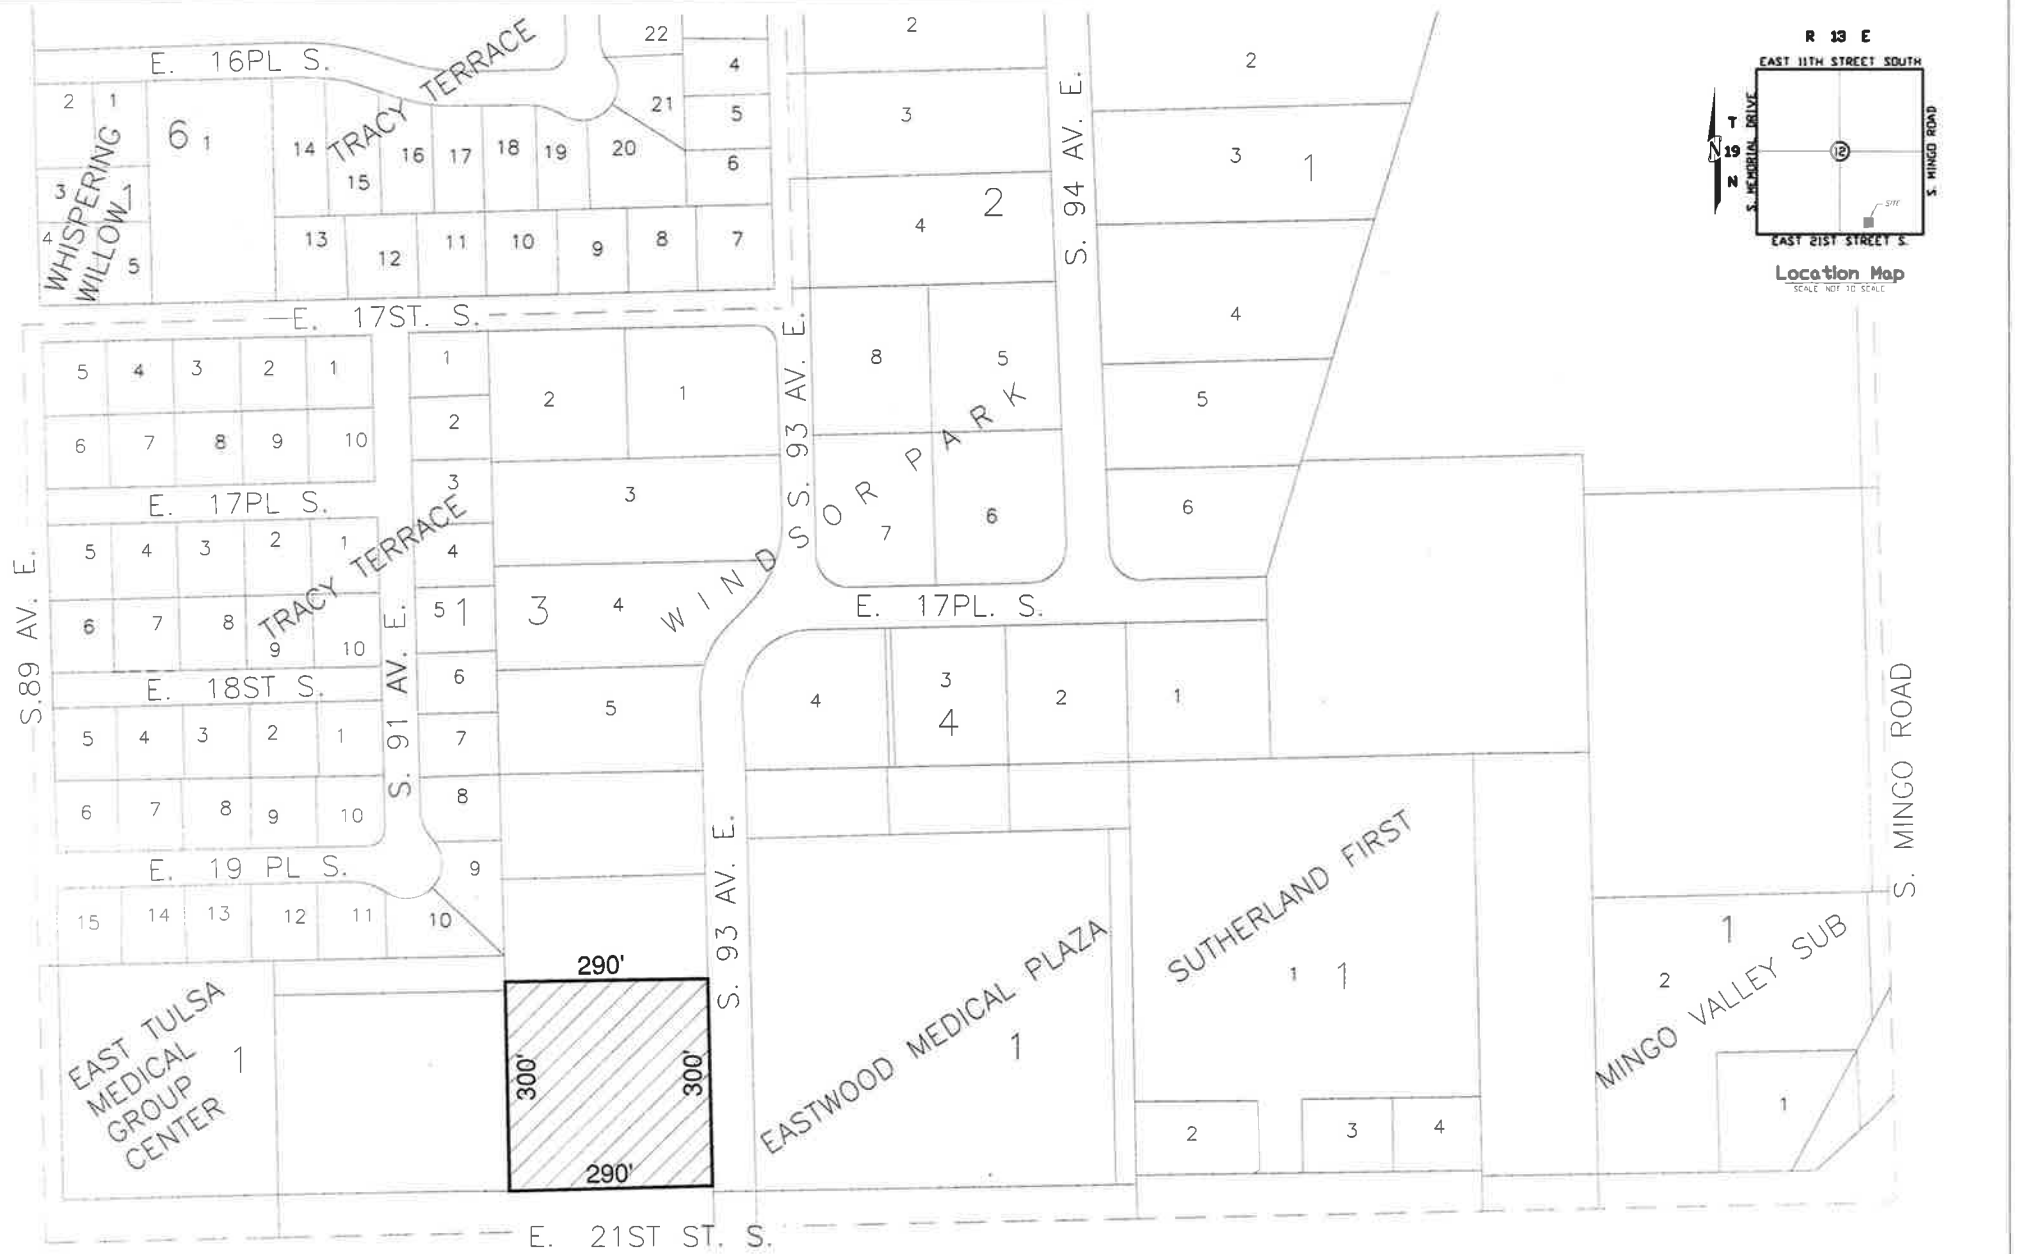 E. 16PL S.
TRACY TERRACE
22
4
21
5
6
2 1
3 1
4
5
WHISPERING
WILLOW
6 1
14
15
16
17
18
19
20
13
12
11
10
9
8
7
2
3
4 2
S. 94 AV. E.
2
3 1
4
5
6
R 13 E
EAST 11TH STREET SOUTH
S. MEMORIAL DRIVE
T
N 19
N
12
S. MINGO ROAD
SITE
EAST 21ST STREET S.
Location Map
SCALE NOT TO SCALE
E. 17ST. S.
S. 93 AV. E.
5 4 3 2 1
6 7 8 9 10
E. 17PL S.
5 4 3 2 1
6 7 8 9 10
TRACY TERRACE
E. 18ST S.
S.89 AV. E.
S. 91 AV. E.
5 4 3 2 1
6 7 8 9 10
E. 19 PL S.
15 14 13 12 11 10
1
2
3
4
5 1
6
7
8
9
2 1
3
3 4
5
8 5
7 6
WINDSOR PARK
E. 17PL. S.
4 3 2 1
4
S. 93 AV. E.
S. MINGO ROAD
SUTHERLAND FIRST
1 1
2 3 4
EASTWOOD MEDICAL PLAZA
1
1
2
MINGO VALLEY SUB
1
EAST TULSA
MEDICAL
GROUP
CENTER
1
290'
300'
300'
290'
E. 21ST ST. S.